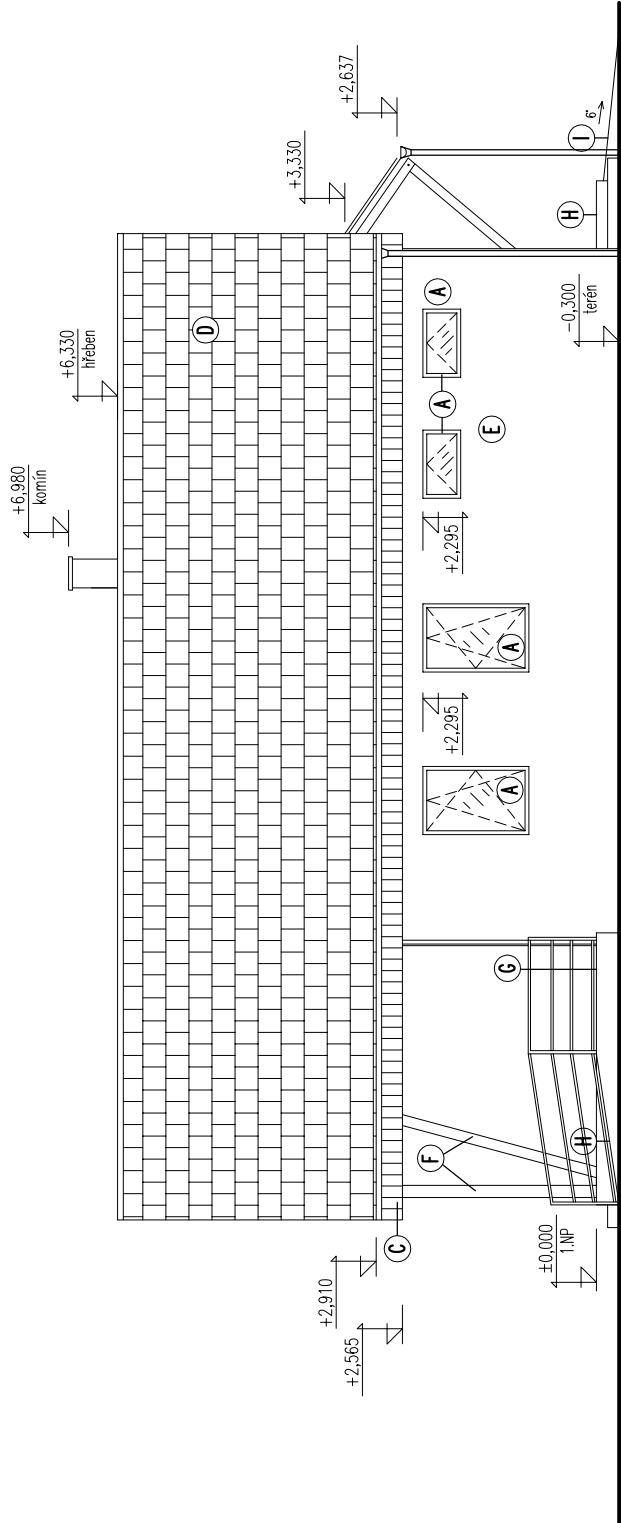 +6,980
komín
+6,330
hřeben
+3,330
+2,637
D
+2,910
+2,565
C
F
A
A
A
A
E
+2,295
+2,295
G
H
H
I
6°
±0,000
1.NP
-0,300
terén